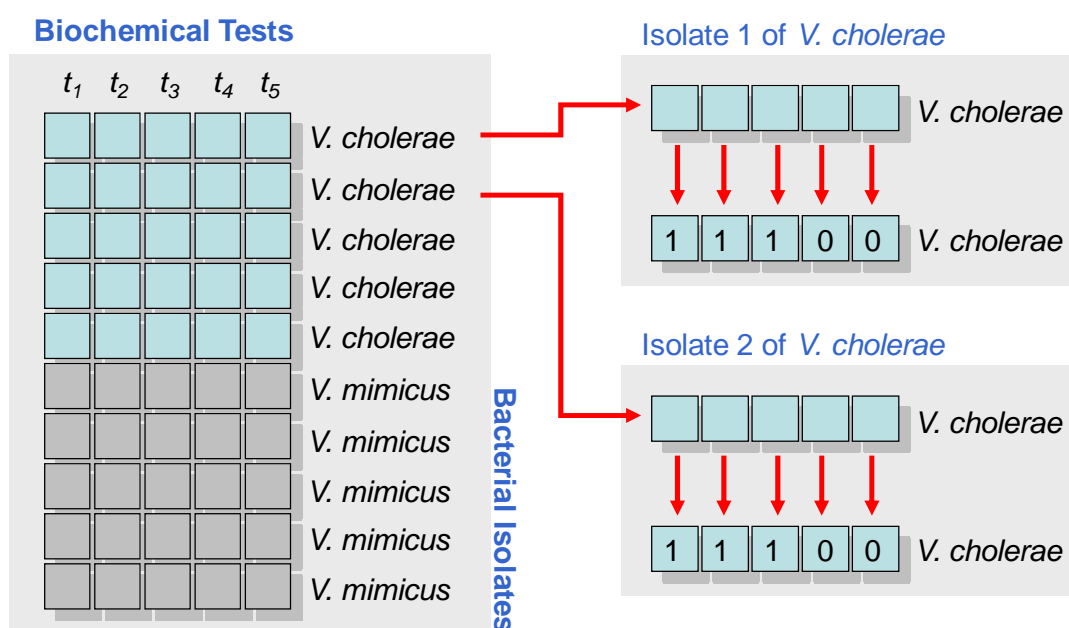 Biochemical Tests
t1 t2 t3 t4 t5
V. cholerae
V. cholerae
V. cholerae
V. cholerae
V. cholerae
V. mimicus
V. mimicus
V. mimicus
V. mimicus
V. mimicus
Bacterial Isolates
Isolate 1 of V. cholerae
V. cholerae
1 1 1 0 0 V. cholerae
Isolate 2 of V. cholerae
V. cholerae
1 1 1 0 0 V. cholerae